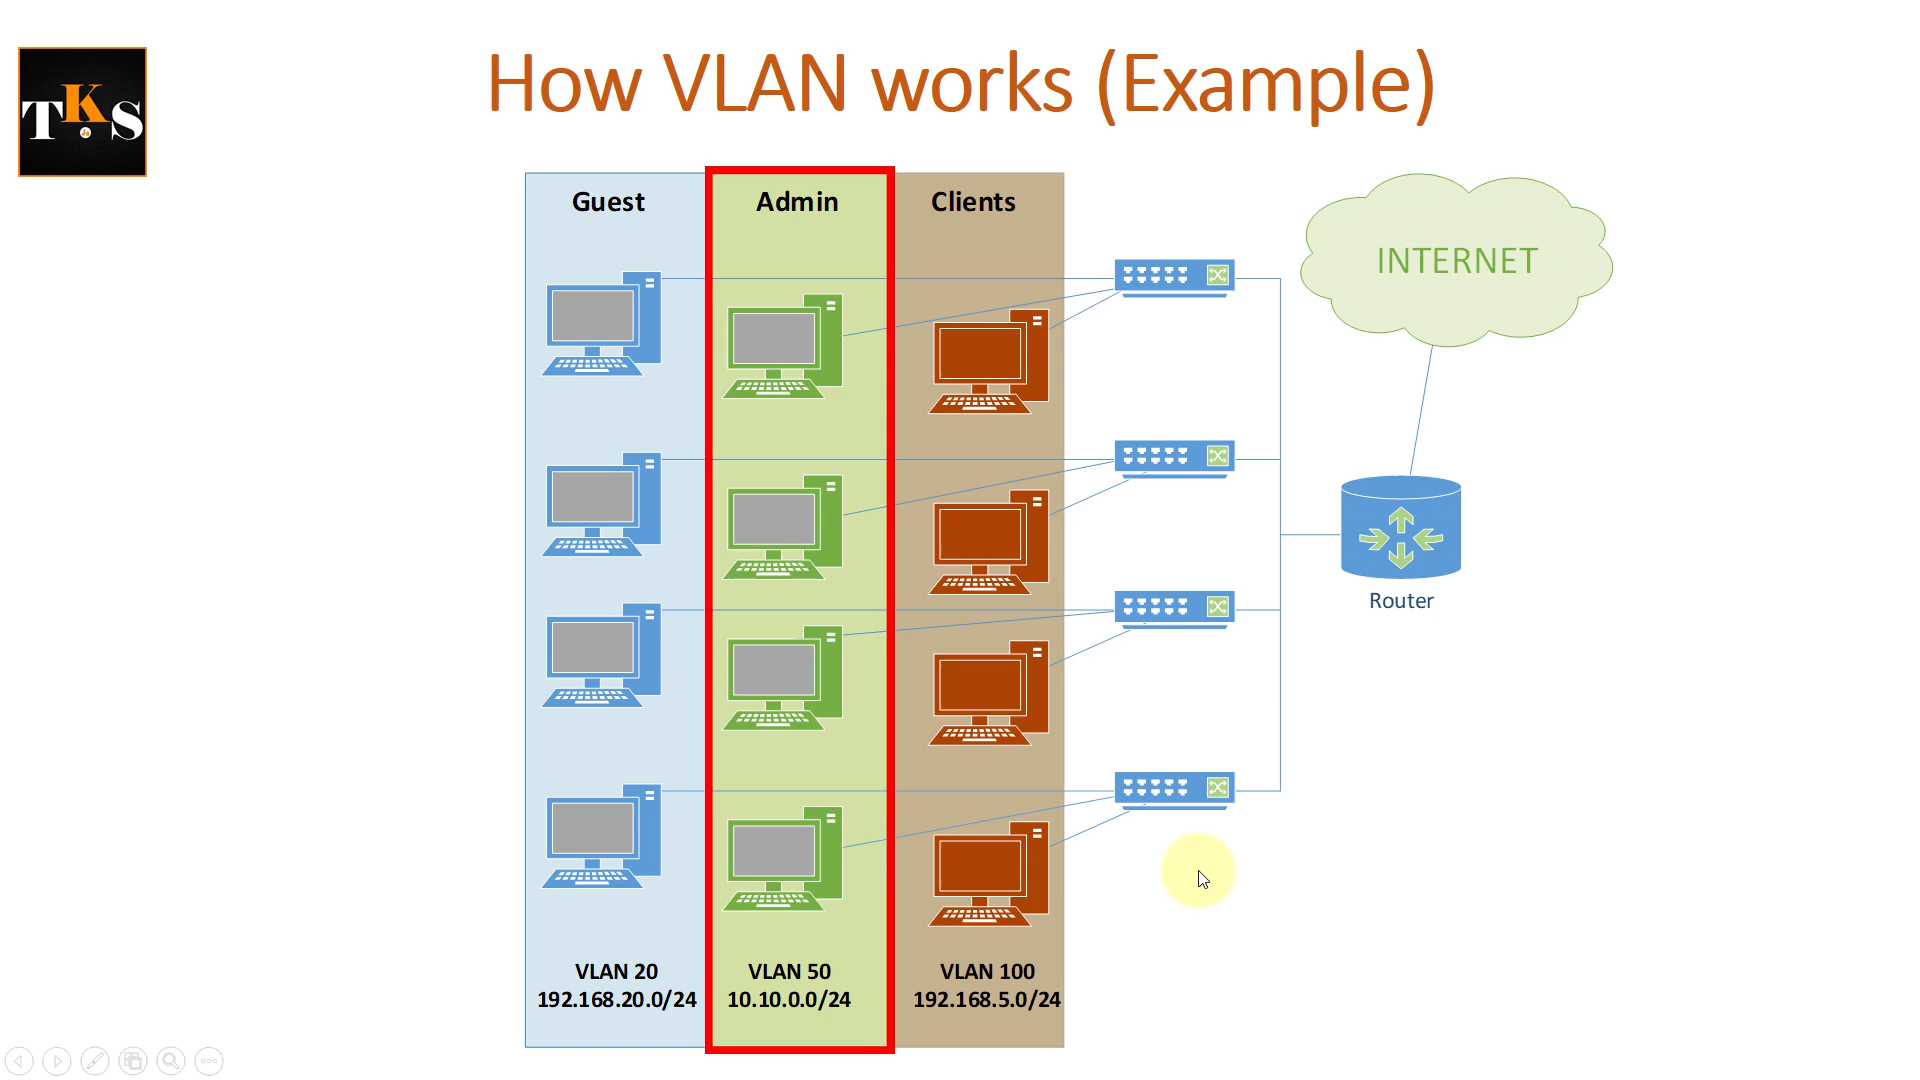 TKS
How VLAN works (Example)
Guest
Admin
Clients
INTERNET
Router
VLAN 20
192.168.20.0/24
VLAN 50
10.10.0.0/24
VLAN 100
192.168.5.0/24